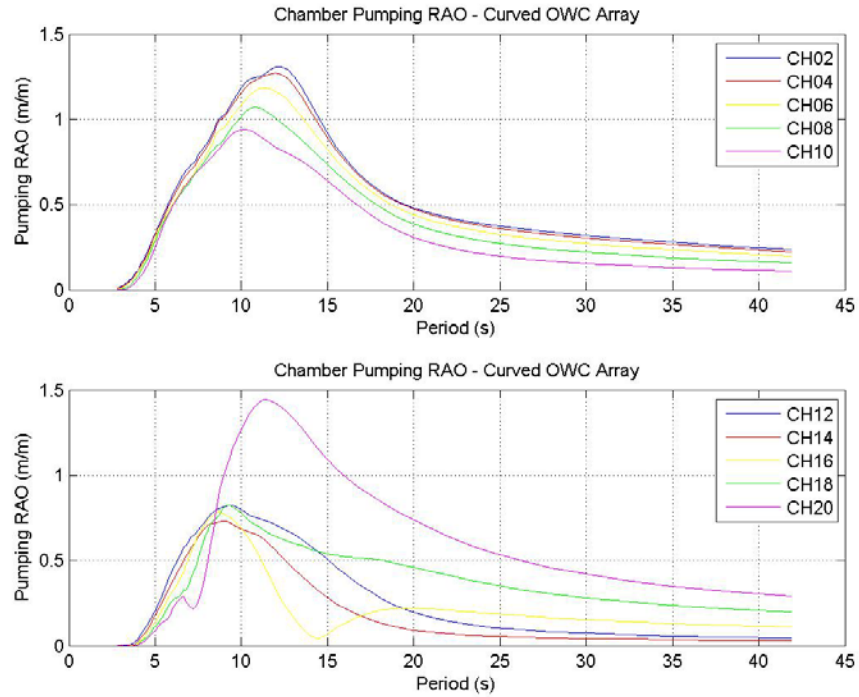 Chamber Pumping RAO - Curved OWC Array
1.5
1
0.5
0
Pumping RAO (m/m)
CH02
CH04
CH06
CH08
CH10
0 5 10 15 20 25 30 35 40 45
Period (s)
Chamber Pumping RAO - Curved OWC Array
1.5
1
0.5
0
Pumping RAO (m/m)
CH12
CH14
CH16
CH18
CH20
0 5 10 15 20 25 30 35 40 45
Period (s)